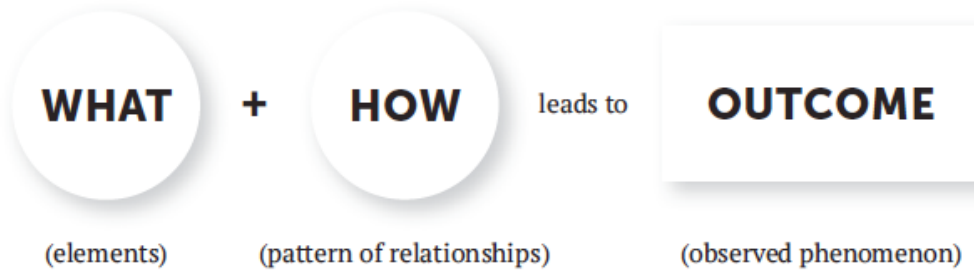 WHAT + HOW leads to OUTCOME
(elements) (pattern of relationships) (observed phenomenon)